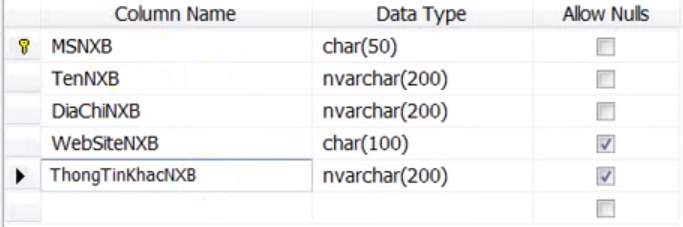 Column Name Data Type Allow Nulls
MSNXB char(50)
TenNXB nvarchar(200)
DiaChiNXB nvarchar(200)
WebSiteNXB char(100)
ThongTinKhacNXB nvarchar(200)